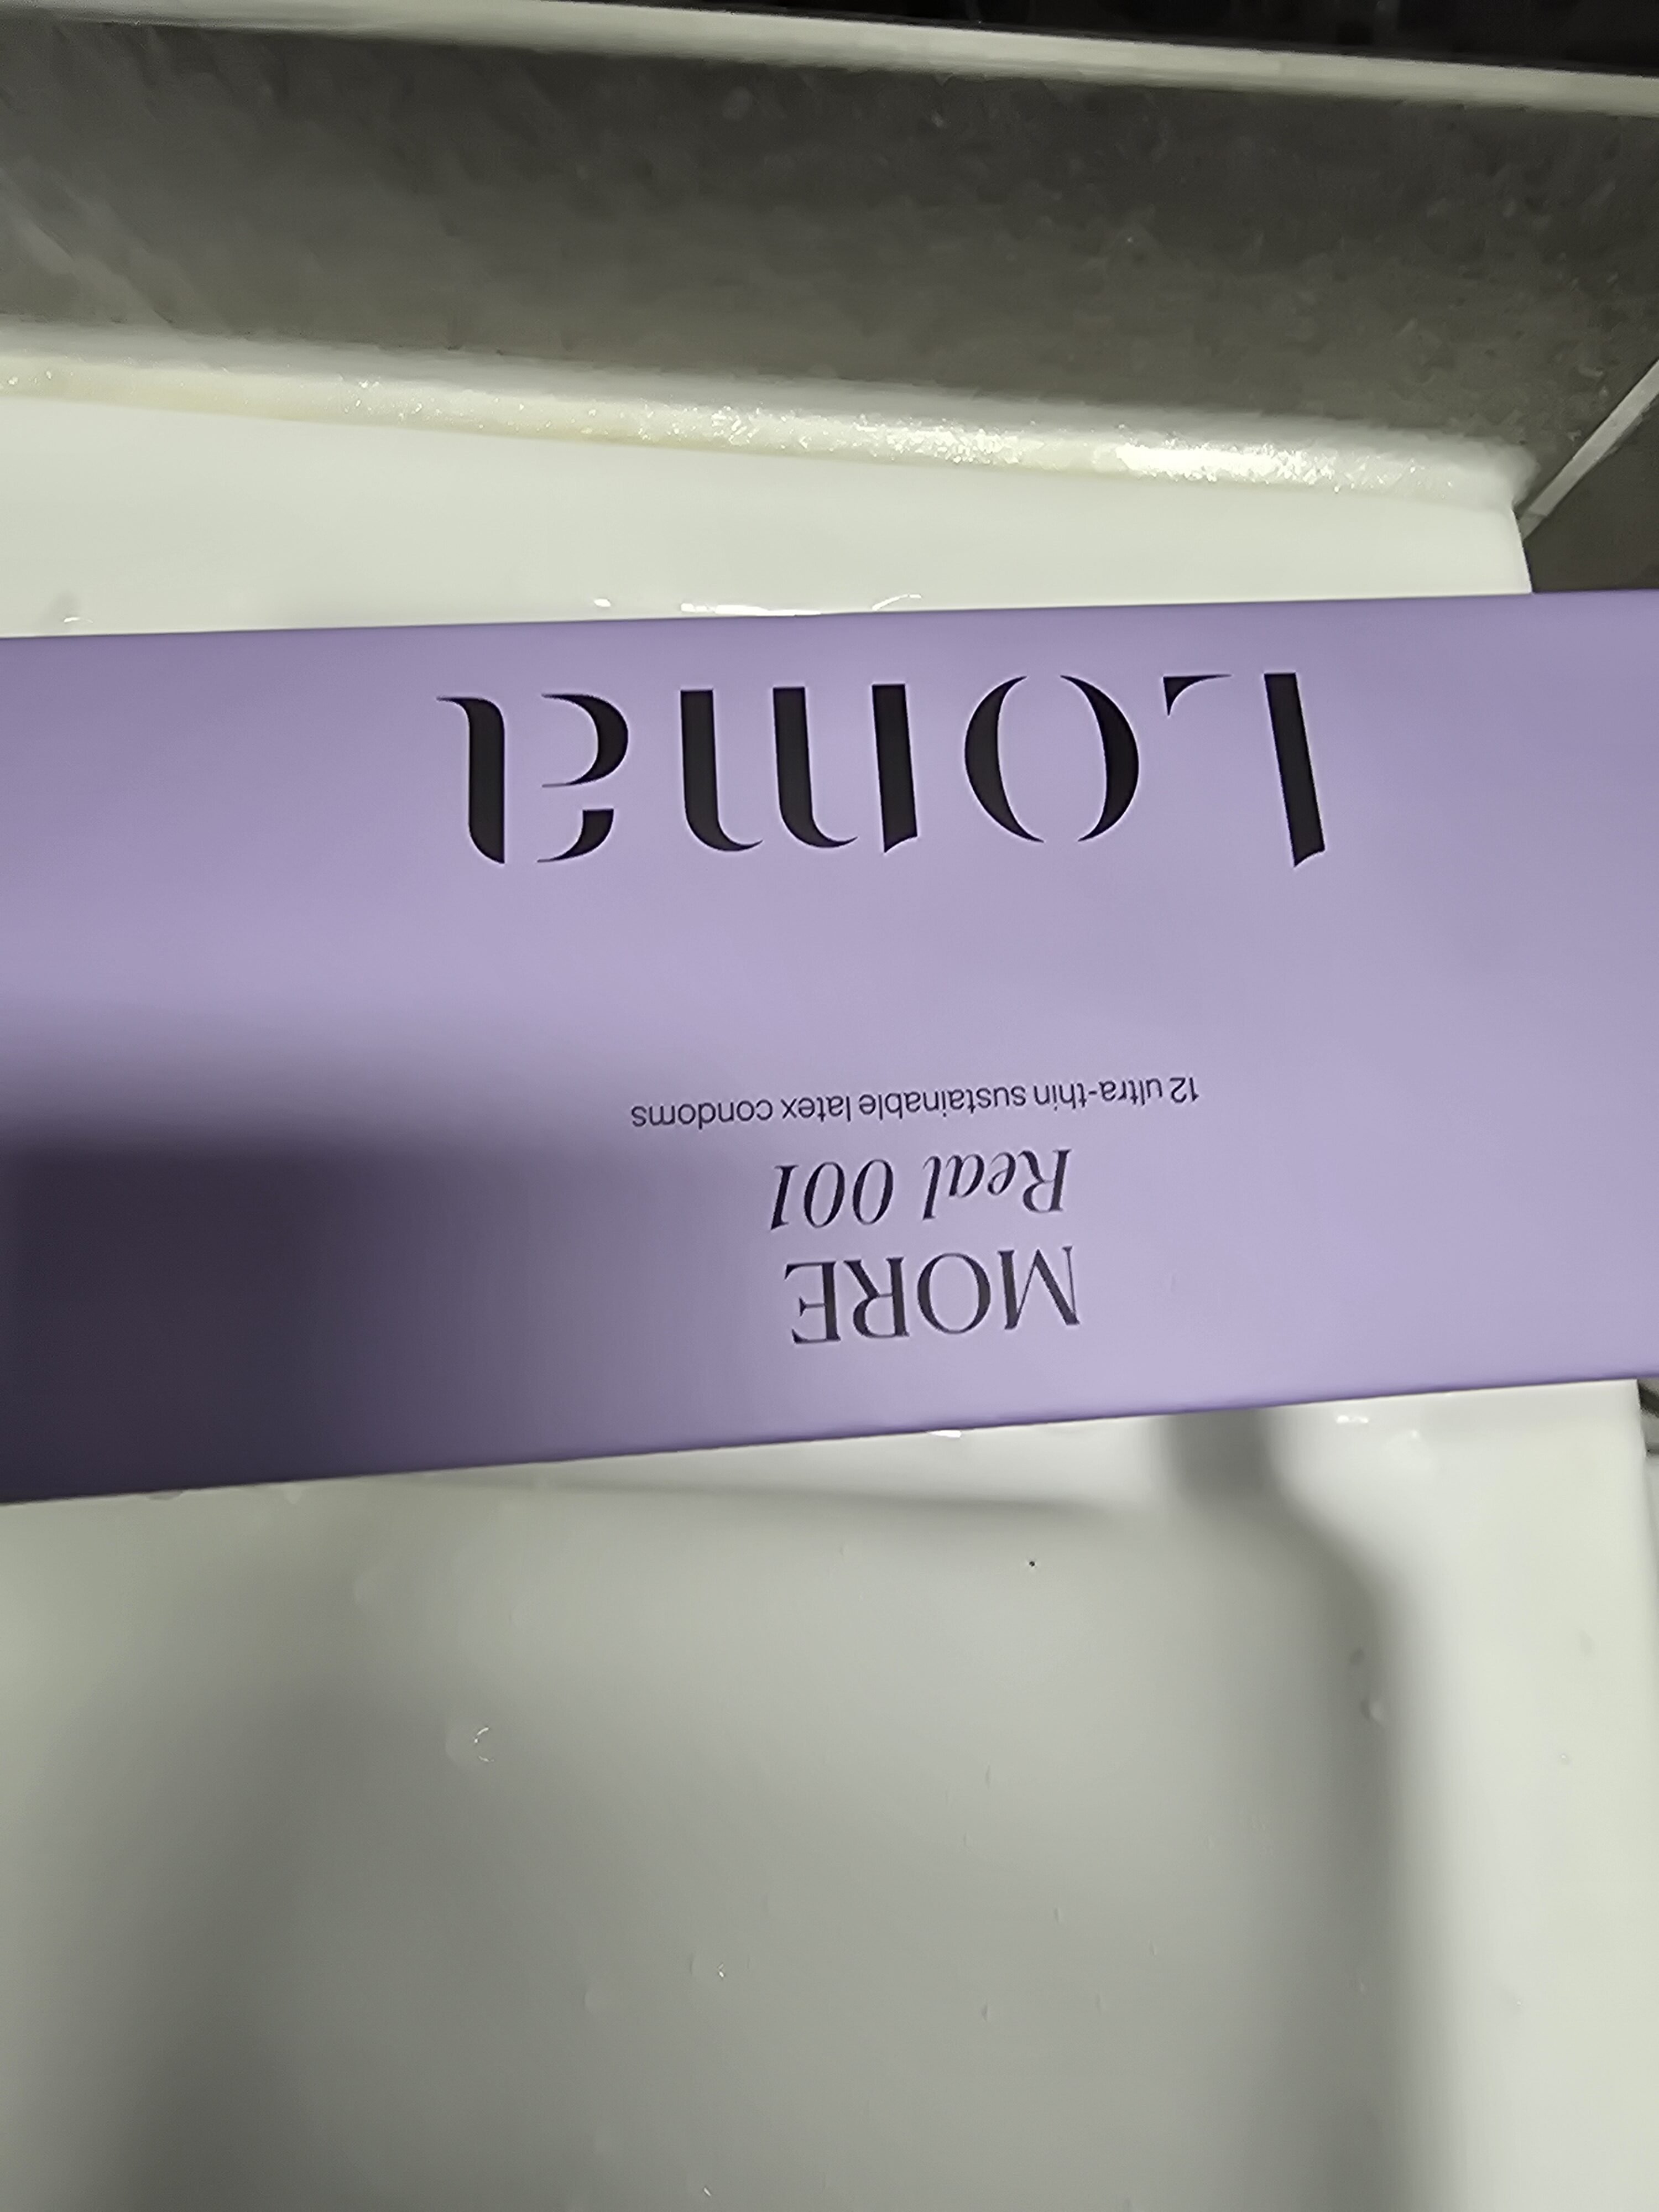 MORE
Real 001
12 ultra-thin sustainable latex condoms
Loma